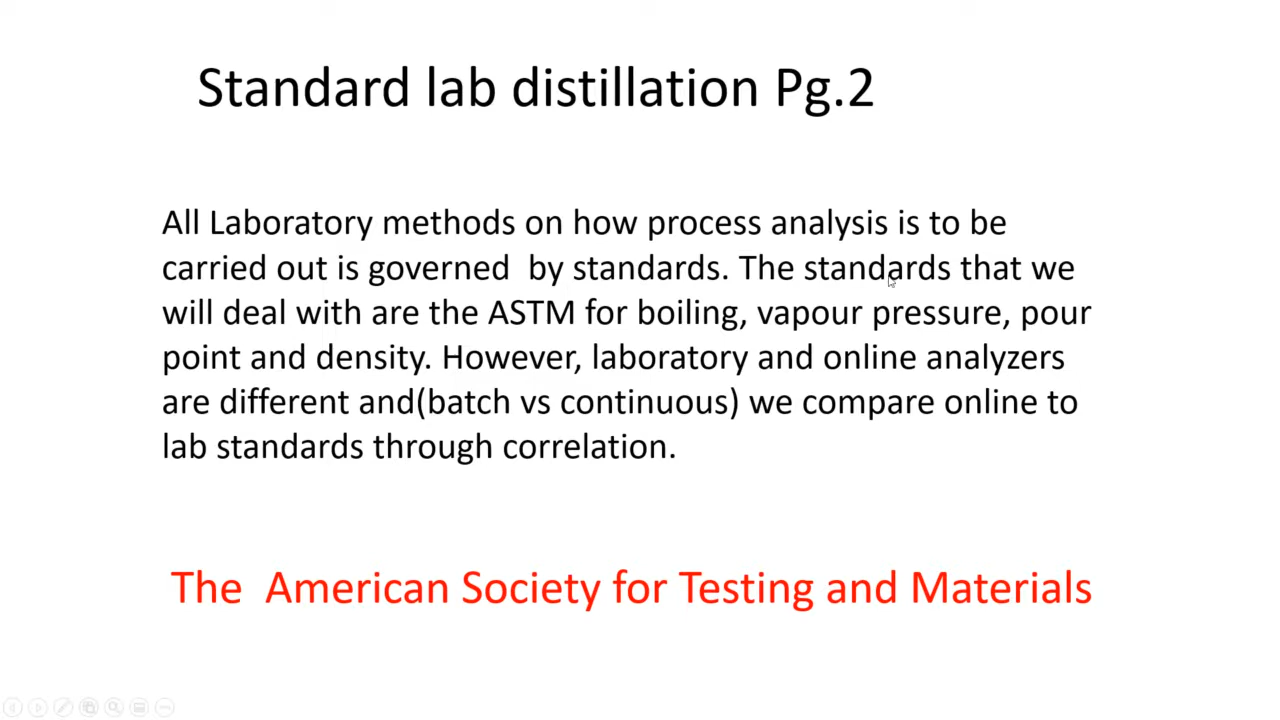 Standard lab distillation Pg.2
All Laboratory methods on how process analysis is to be
carried out is governed  by standards. The standards that we
will deal with are the ASTM for boiling, vapour pressure, pour
point and density. However, laboratory and online analyzers
are different and(batch vs continuous) we compare online to
lab standards through correlation.
The  American Society for Testing and Materials